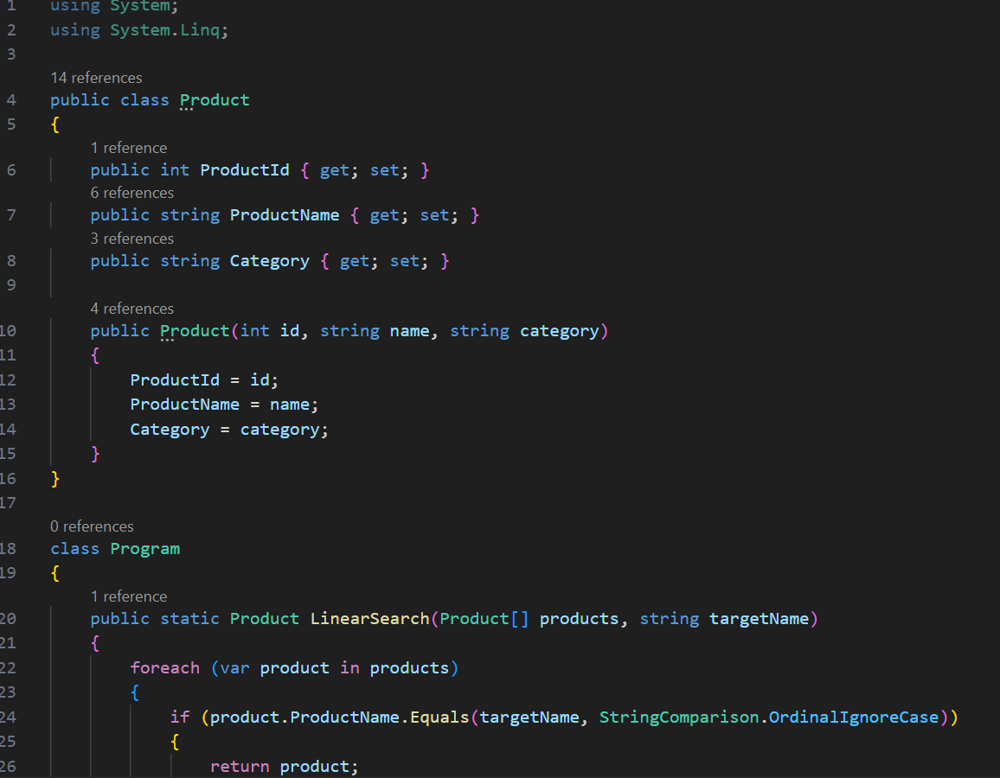 1 using System;
2 using System.Linq;
3
14 references
4 public class Product
5 {
1 reference
6 public int ProductId { get; set; }
6 references
7 public string ProductName { get; set; }
3 references
8 public string Category { get; set; }
9
4 references
10 public Product(int id, string name, string category)
11 {
12 ProductId = id;
13 ProductName = name;
14 Category = category;
15 }
16 }
17
0 references
18 class Program
19 {
1 reference
20 public static Product LinearSearch(Product[] products, string targetName)
21 {
22 foreach (var product in products)
23 {
24 if (product.ProductName.Equals(targetName, StringComparison.OrdinalIgnoreCase))
25 {
26 return product;